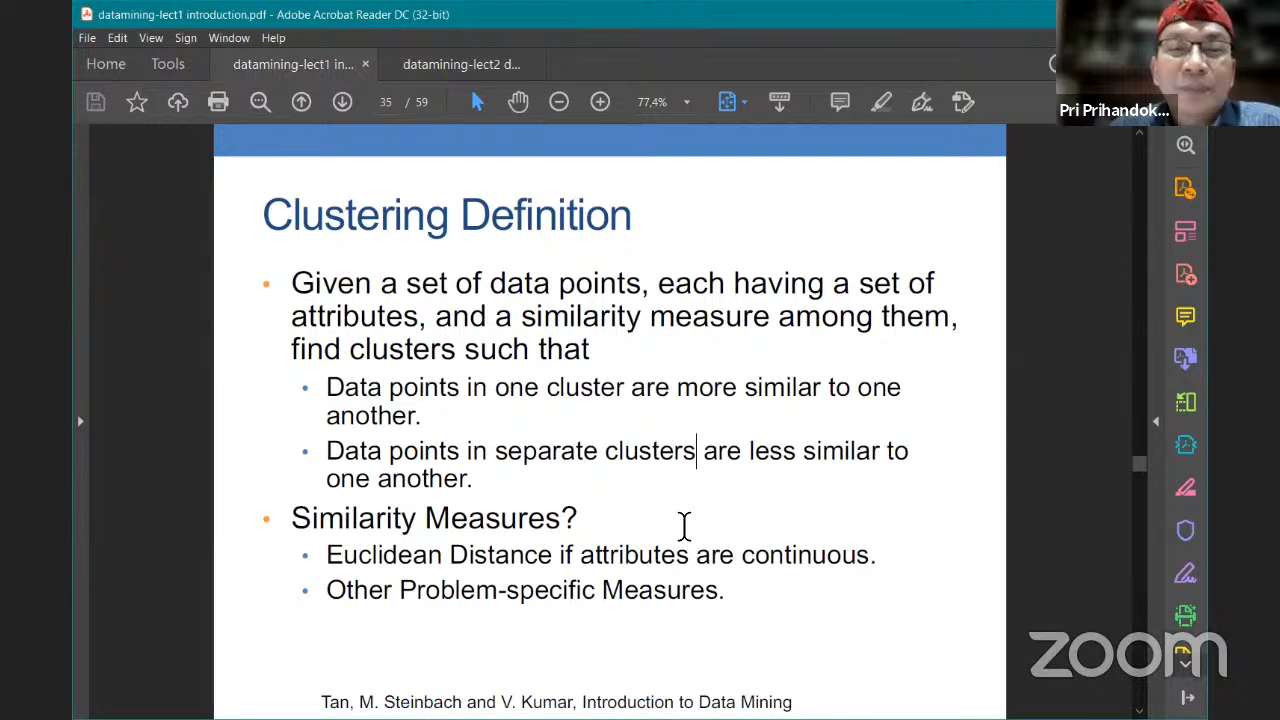 datamining-lect1 introduction.pdf - Adobe Acrobat Reader DC (32-bit)
File Edit View Sign Window Help
Home Tools datamining-lect1 in... × datamining-lect2 d...
35 / 59 77,4%
Pri Prihandok...
Clustering Definition
• Given a set of data points, each having a set of
attributes, and a similarity measure among them,
find clusters such that
• Data points in one cluster are more similar to one
another.
• Data points in separate clusters are less similar to
one another.
• Similarity Measures?
• Euclidean Distance if attributes are continuous.
• Other Problem-specific Measures.
zoom
Tan, M. Steinbach and V. Kumar, Introduction to Data Mining